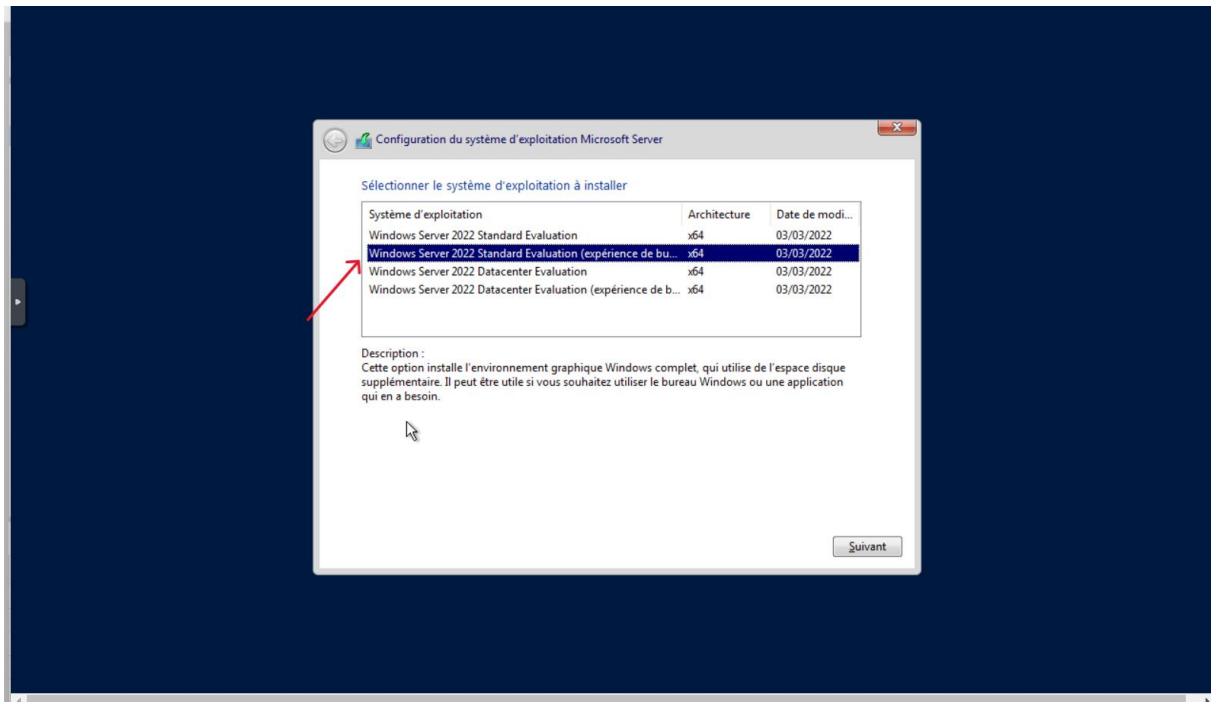 Configuration du système d'exploitation Microsoft Server
Sélectionner le système d'exploitation à installer
Système d'exploitation Architecture Date de modi...
Windows Server 2022 Standard Evaluation x64 03/03/2022
Windows Server 2022 Standard Evaluation (expérience de bu... x64 03/03/2022
Windows Server 2022 Datacenter Evaluation x64 03/03/2022
Windows Server 2022 Datacenter Evaluation (expérience de b... x64 03/03/2022
Description :
Cette option installe l'environnement graphique Windows complet, qui utilise de l'espace disque
supplémentaire. Il peut être utile si vous souhaitez utiliser le bureau Windows ou une application
qui en a besoin.
Suivant